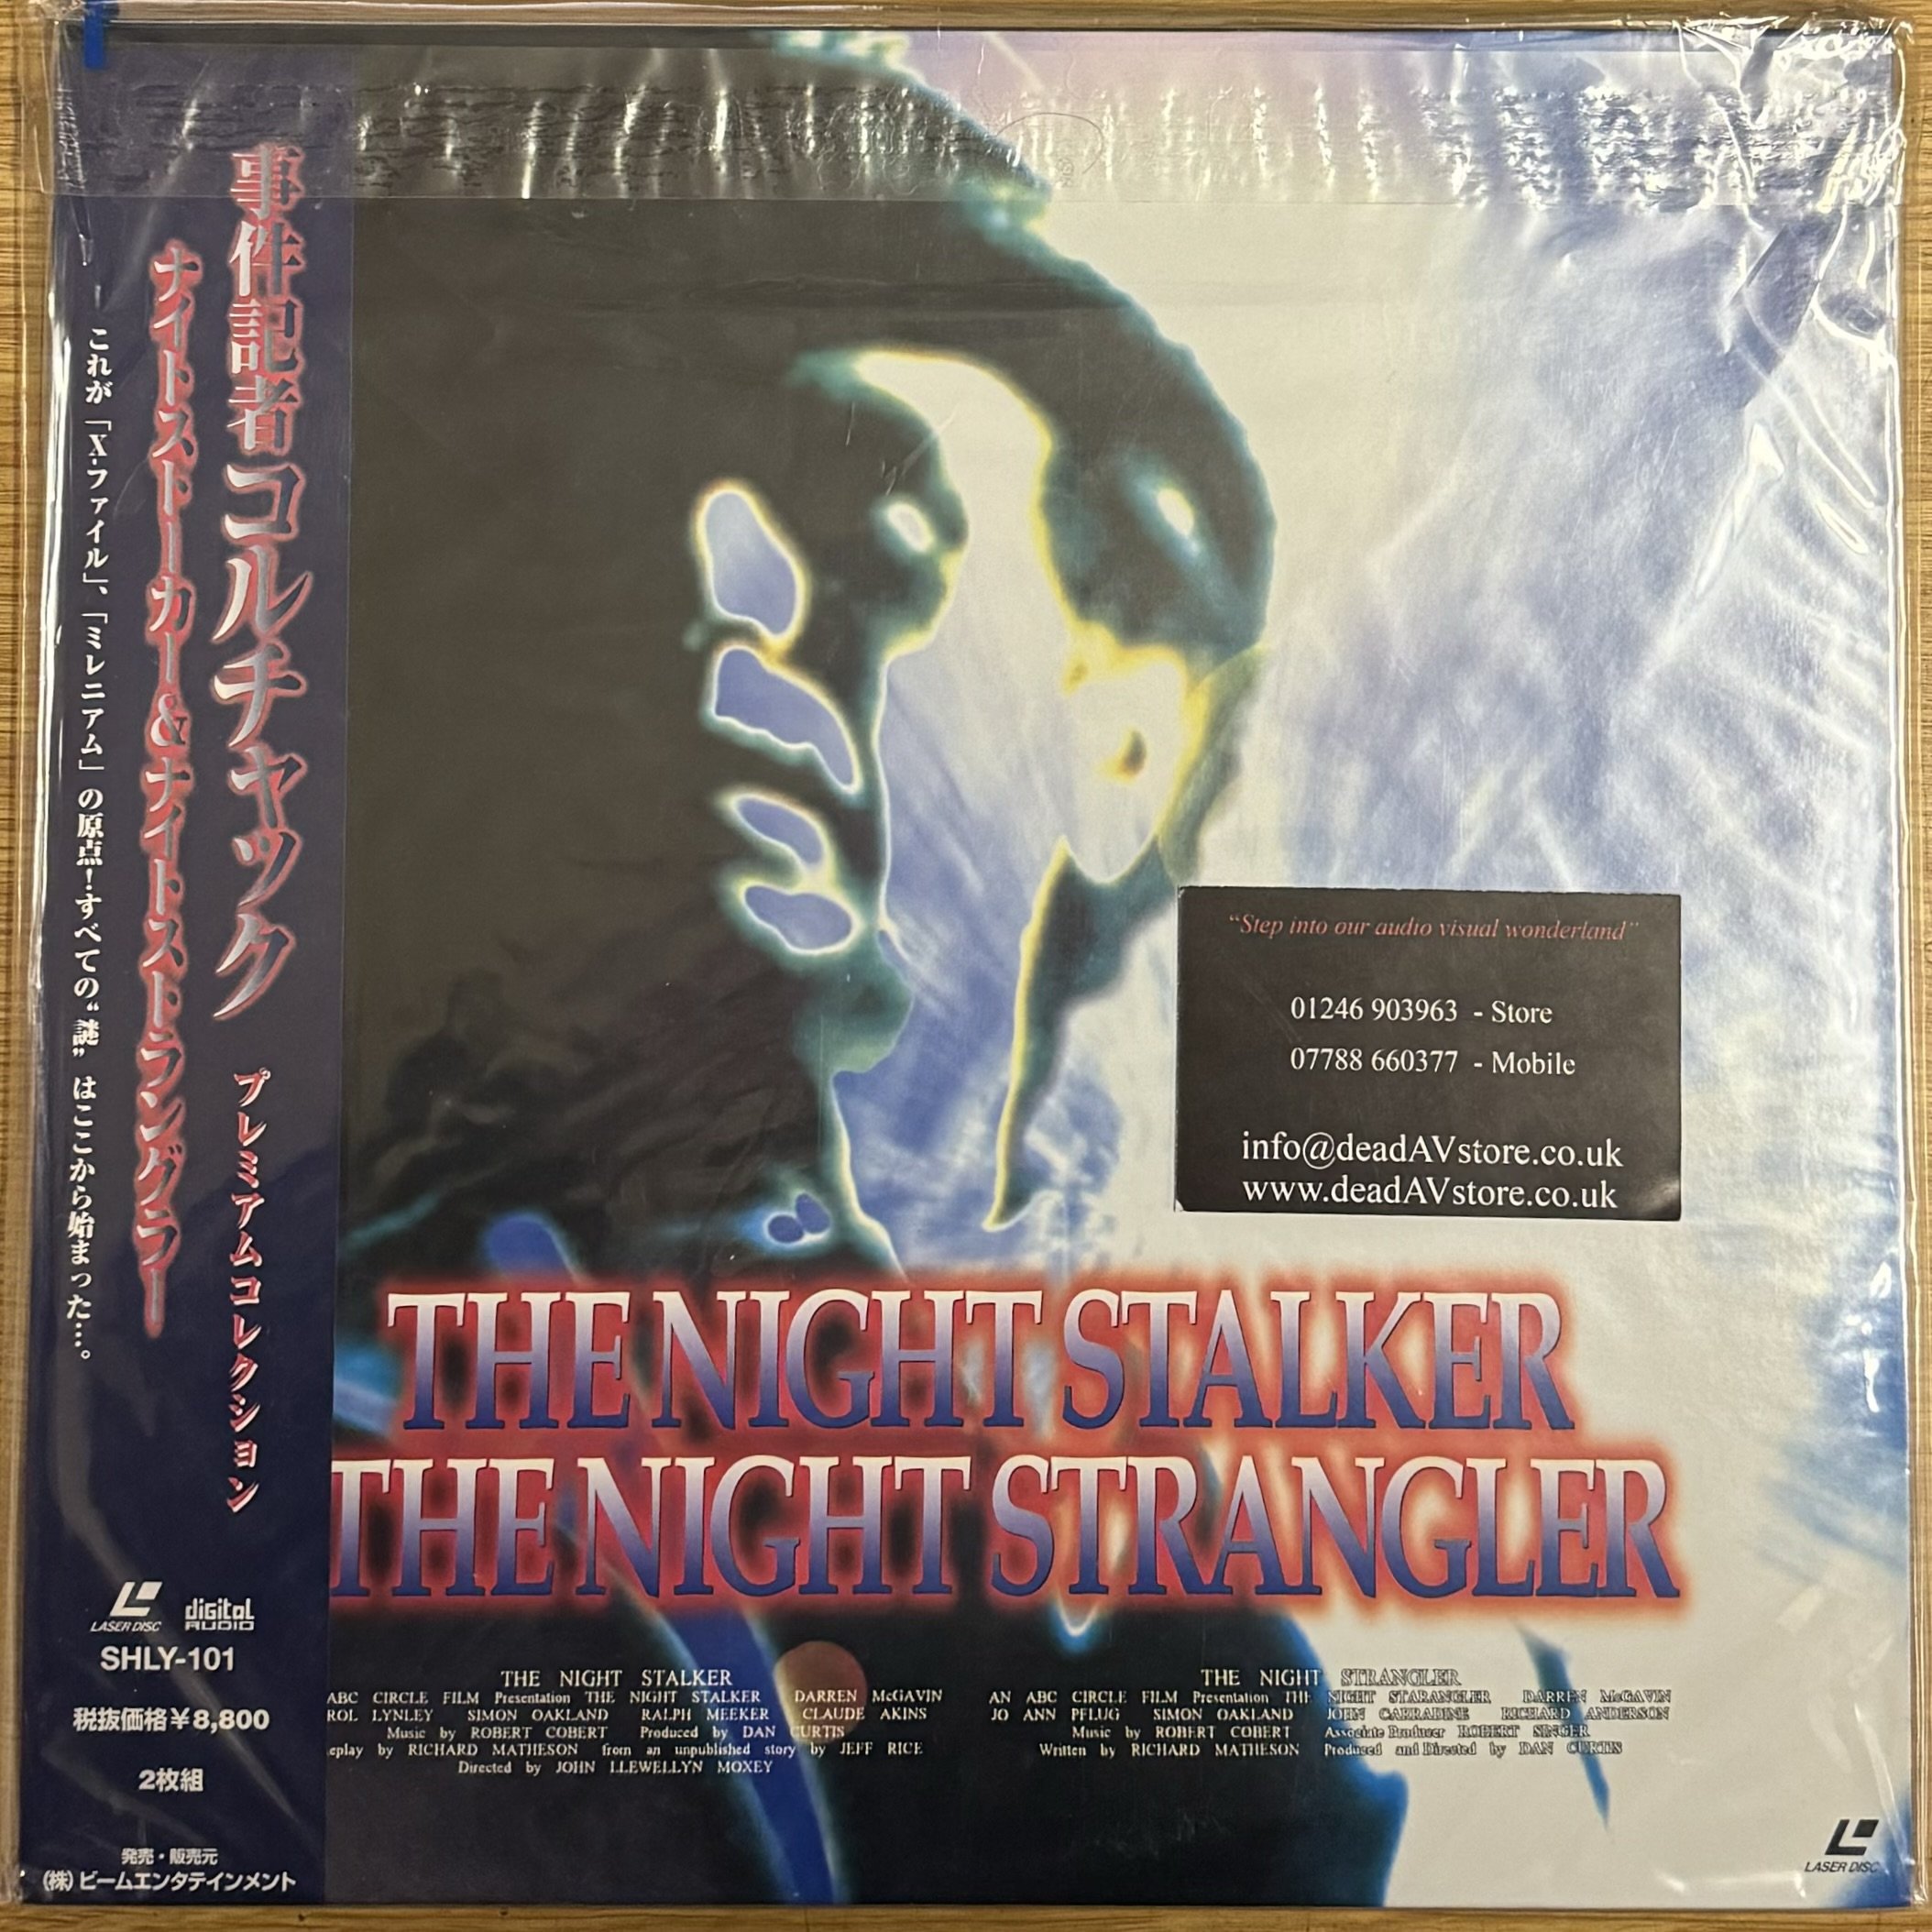 事件記者コルチャック プレミアムコレクション
ナイトストーカー&ナイトストラングラー
これが「X-ファイル」、「ミレニアム」の原点!すべての“謎”はここから始まった…。
LASER DISC
digital AUDIO
SHLY-101
税抜価格¥8,800
2枚組
発売・販売元
(株)ビームエンタテインメント
“Step into our audio visual wonderland”
01246 903963 - Store
07788 660377 - Mobile
info@deadAVstore.co.uk
www.deadAVstore.co.uk
THE NIGHT STALKER
THE NIGHT STRANGLER
THE NIGHT STALKER
ABC CIRCLE FILM Presentation THE NIGHT STALKER DARREN McGAVIN
ROL LYNLEY SIMON OAKLAND RALPH MEEKER CLAUDE AKINS
Music by ROBERT COBERT Produced by DAN CURTIS
eplay by RICHARD MATHESON from an unpublished story by JEFF RICE
Directed by JOHN LLEWELLYN MOXEY
THE NIGHT STRANGLER
AN ABC CIRCLE FILM Presentation THE NIGHT STARANGLER DARREN McGAVIN
JO ANN PFLUG SIMON OAKLAND JOHN CARRADINE RICHARD ANDERSON
Music by ROBERT COBERT Associate Producer ROBERT SINGER
Written by RICHARD MATHESON Produced and Directed by DAN CURTIS
LASER DISC